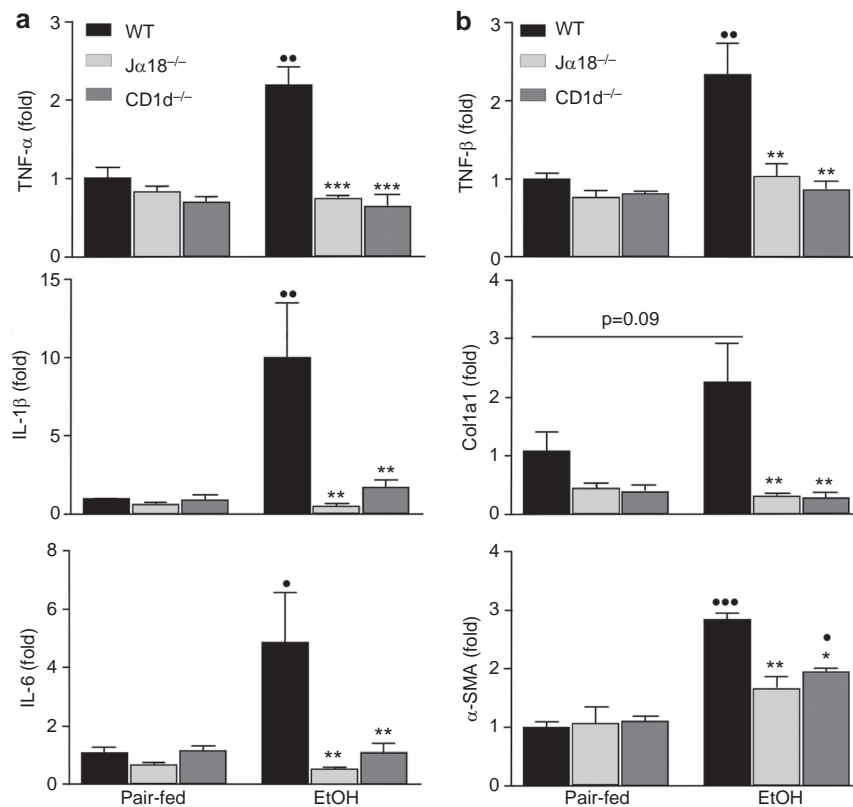 a
3
2
1
0
TNF-α (fold)
WT
Jα18⁻/⁻
CD1d⁻/⁻
••
***
***
15
10
5
0
IL-1β (fold)
••
**
**
8
6
4
2
0
IL-6 (fold)
•
**
**
Pair-fed
EtOH
b
3
2
1
0
TNF-β (fold)
WT
Jα18⁻/⁻
CD1d⁻/⁻
••
**
**
4
3
2
1
0
Col1a1 (fold)
p=0.09
**
**
4
3
2
1
0
α-SMA (fold)
•••
**
•
*
Pair-fed
EtOH